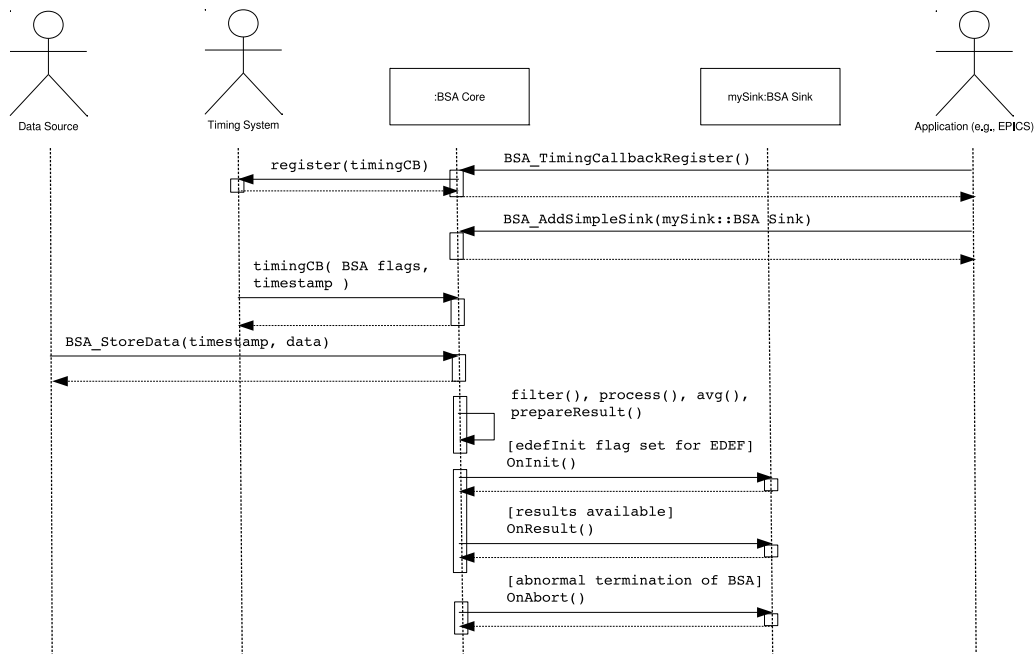 Data Source
Timing System
:BSA Core
mySink:BSA Sink
Application (e.g., EPICS)
BSA_TimingCallbackRegister()
register(timingCB)
BSA_AddSimpleSink(mySink::BSA Sink)
timingCB( BSA flags,
timestamp )
BSA_StoreData(timestamp, data)
filter(), process(), avg(),
prepareResult()
[edefInit flag set for EDEF]
OnInit()
[results available]
OnResult()
[abnormal termination of BSA]
OnAbort()